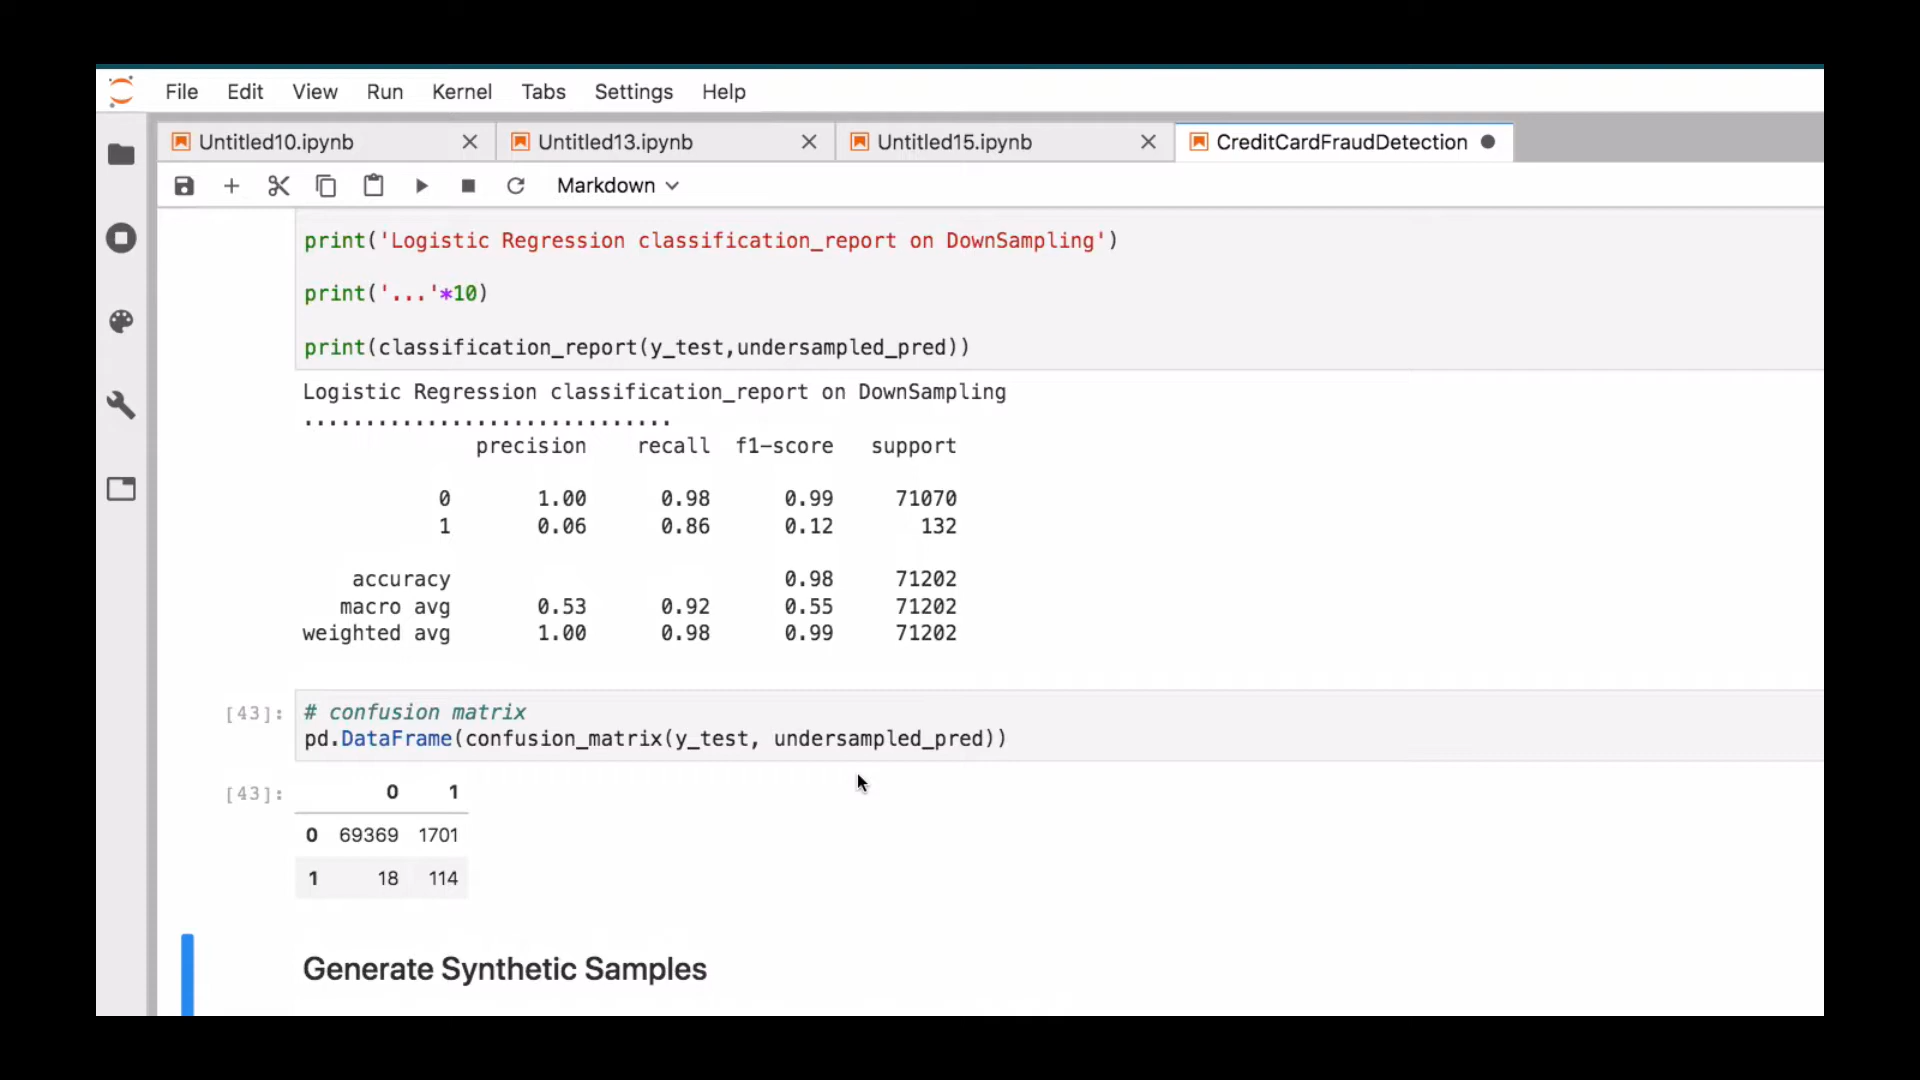 File Edit View Run Kernel Tabs Settings Help
Untitled10.ipynb Untitled13.ipynb Untitled15.ipynb CreditCardFraudDetection
Markdown
print('Logistic Regression classification_report on DownSampling')
print('...'*10)
print(classification_report(y_test,undersampled_pred))
Logistic Regression classification_report on DownSampling
..............................
precision recall f1-score support
0 1.00 0.98 0.99 71070
1 0.06 0.86 0.12 132
accuracy 0.98 71202
macro avg 0.53 0.92 0.55 71202
weighted avg 1.00 0.98 0.99 71202
[43]: # confusion matrix
pd.DataFrame(confusion_matrix(y_test, undersampled_pred))
[43]: 0 1
0 69369 1701
1 18 114
Generate Synthetic Samples